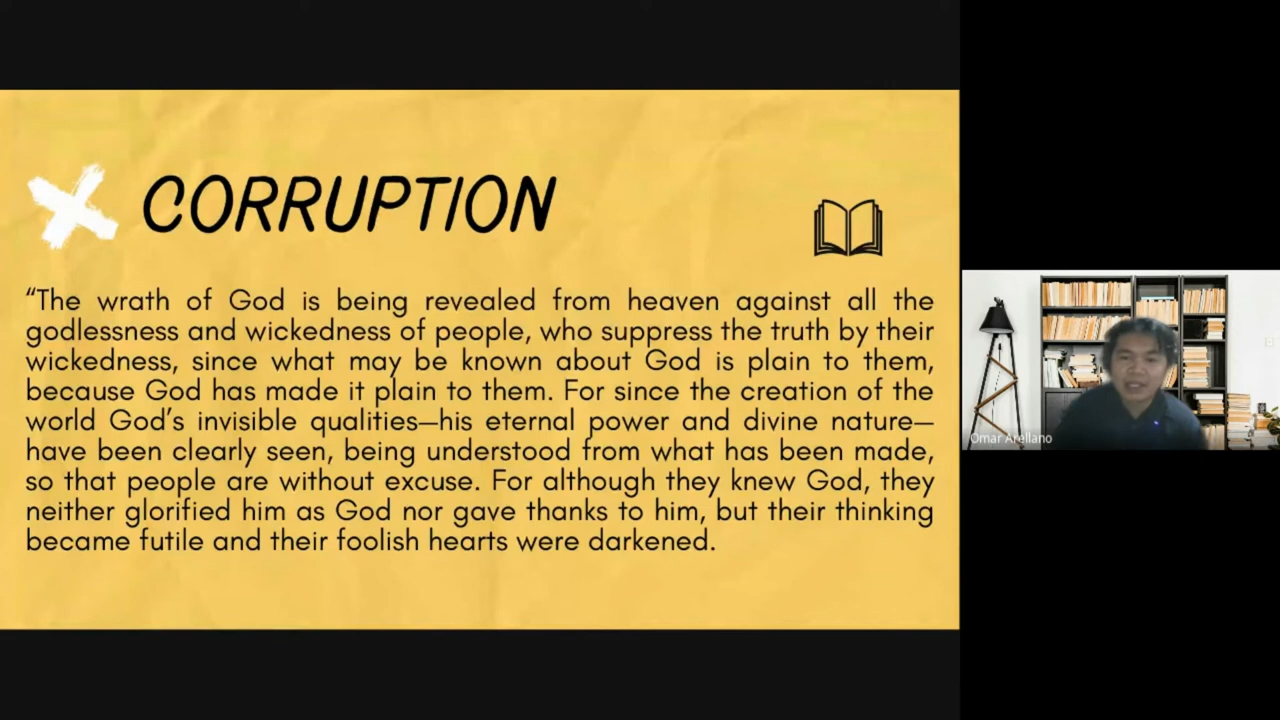 CORRUPTION
“The wrath of God is being revealed from heaven against all the
godlessness and wickedness of people, who suppress the truth by their
wickedness, since what may be known about God is plain to them,
because God has made it plain to them. For since the creation of the
world God’s invisible qualities—his eternal power and divine nature—
have been clearly seen, being understood from what has been made,
so that people are without excuse. For although they knew God, they
neither glorified him as God nor gave thanks to him, but their thinking
became futile and their foolish hearts were darkened.
Omar Arellano